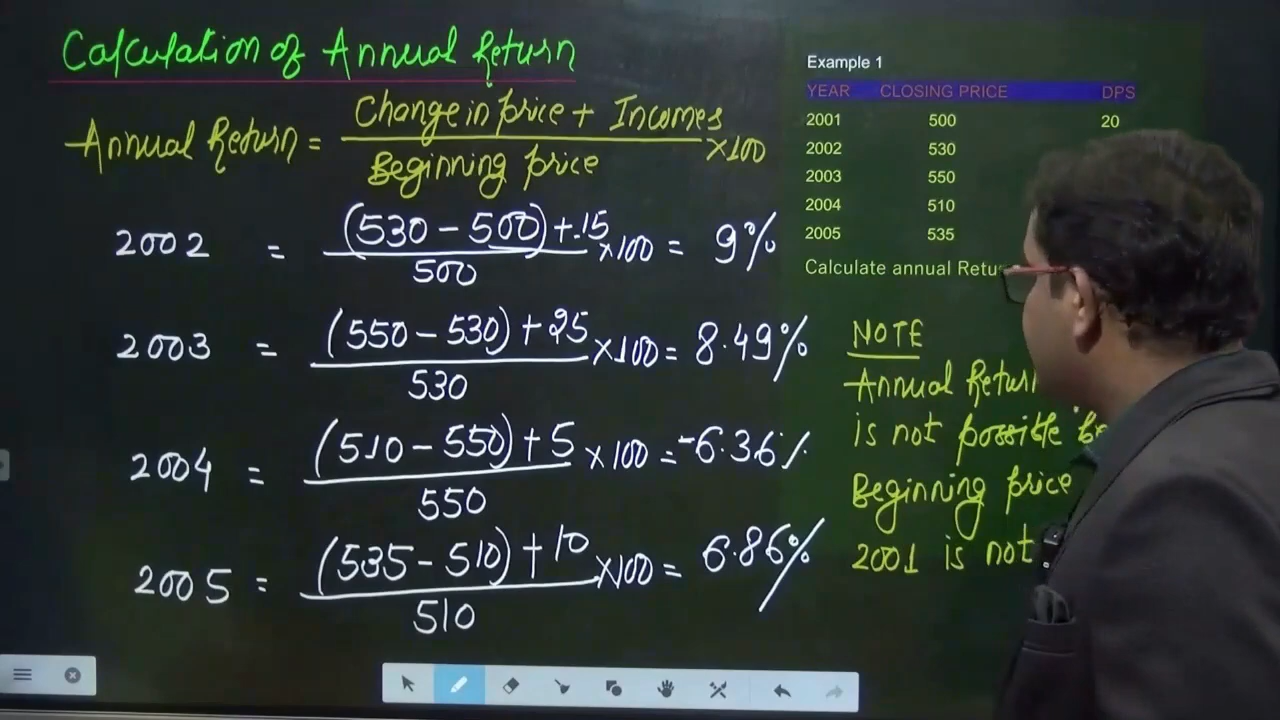 Calculation of Annual Return
Annual Return = Change in price + Incomes
Beginning price
×100
2002 = (530 - 500) + 15
500
×100 = 9%
2003 = (550 - 530) + 25
530
×100 = 8.49%
2004 = (510 - 550) + 5
550
×100 = -6.36%
2005 = (535 - 510) + 10
510
×100 = 6.86%
Example 1
YEAR CLOSING PRICE DPS
2001 500 20
2002 530
2003 550
2004 510
2005 535
Calculate annual
NOTE
Annual Return
is not possible
Beginning price
2001 is not